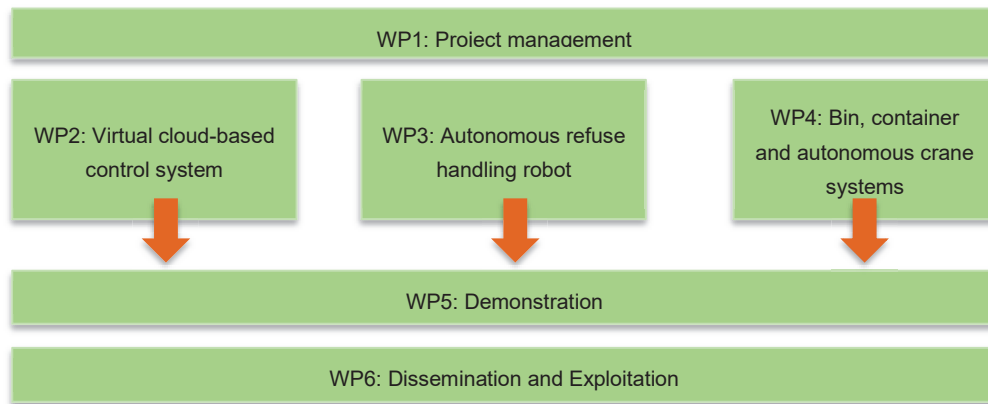 WP1: Project management
WP2: Virtual cloud-based
control system
WP3: Autonomous refuse
handling robot
WP4: Bin, container
and autonomous crane
systems
WP5: Demonstration
WP6: Dissemination and Exploitation